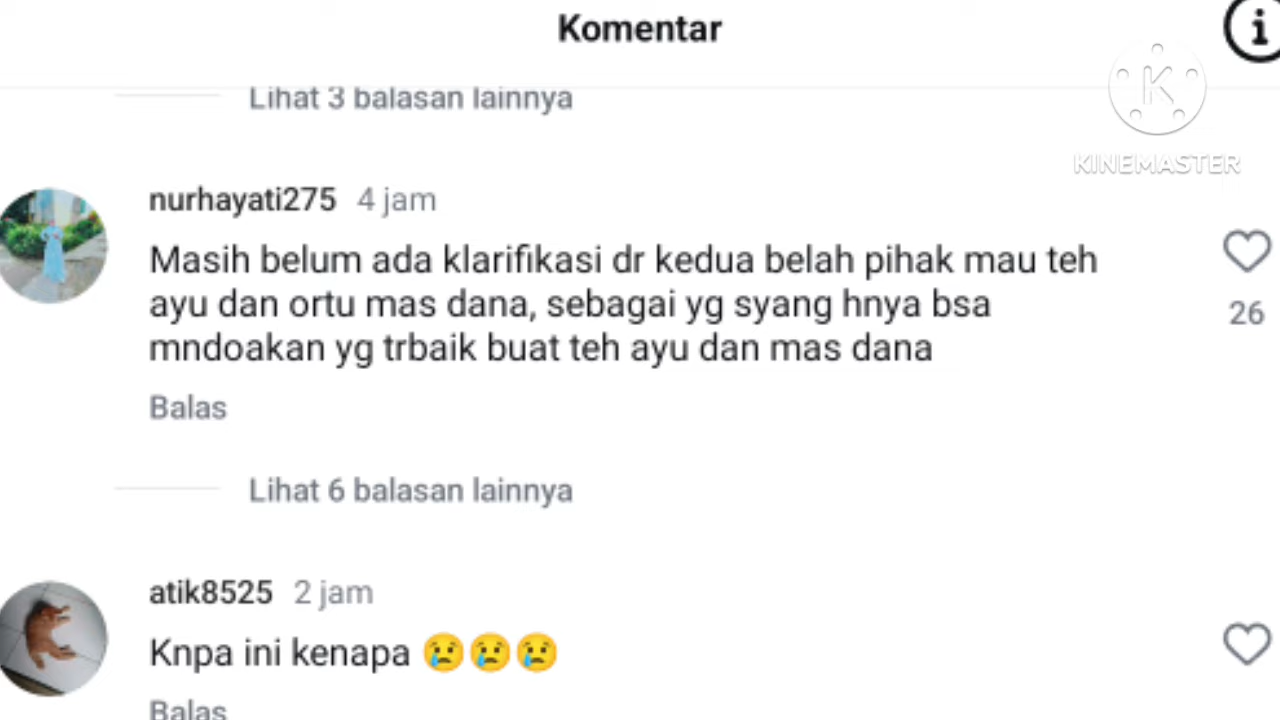 Komentar
Lihat 3 balasan lainnya
KINEMASTER
nurhayati275 4 jam
Masih belum ada klarifikasi dr kedua belah pihak mau teh
ayu dan ortu mas dana, sebagai yg syang hnya bsa
mndoakan yg trbaik buat teh ayu dan mas dana
26
Balas
Lihat 6 balasan lainnya
atik8525 2 jam
Knpa ini kenapa 😢😢😢
Balas